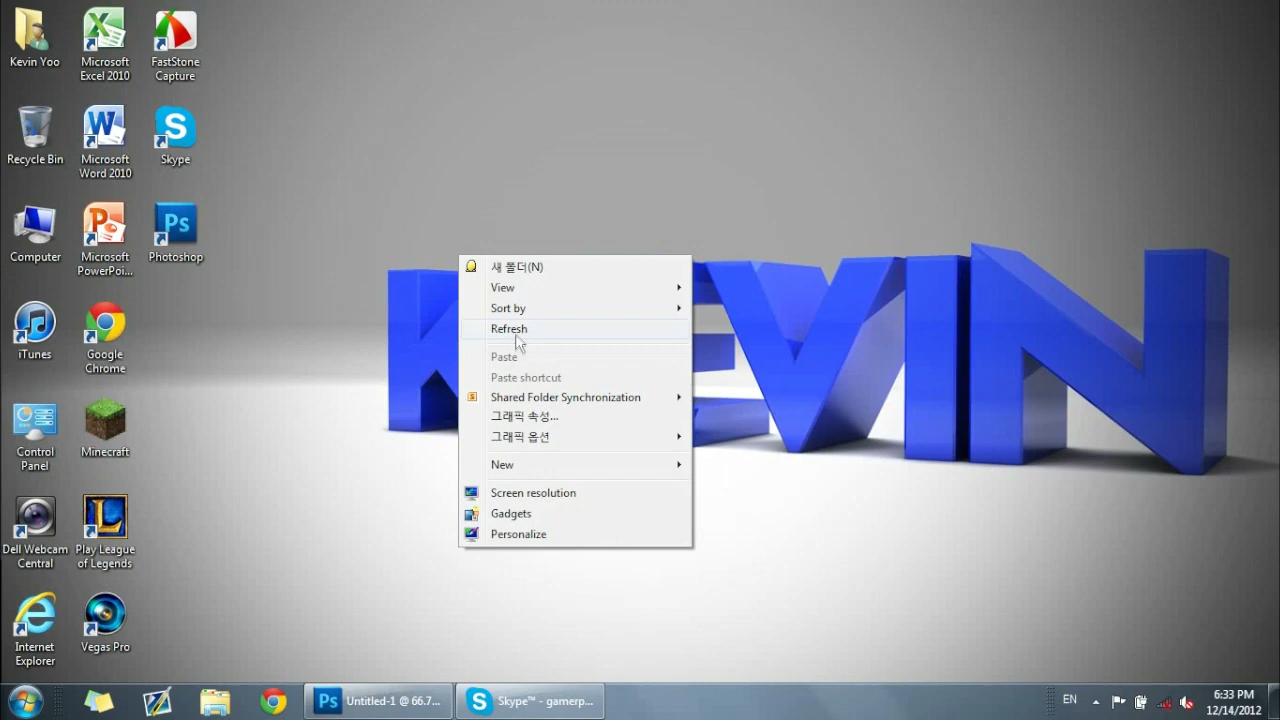 Kevin Yoo
Microsoft
Excel 2010
FastStone
Capture
Recycle Bin
Microsoft
Word 2010
Skype
Computer
Microsoft
PowerPoi...
Photoshop
iTunes
Google
Chrome
Control
Panel
Minecraft
Dell Webcam
Central
Play League
of Legends
Internet
Explorer
Vegas Pro
새 폴더(N)
View
Sort by
Refresh
Paste
Paste shortcut
Shared Folder Synchronization
그래픽 속성...
그래픽 옵션
New
Screen resolution
Gadgets
Personalize
KEVIN
Untitled-1 @ 66.7...
Skype™ - gamerp...
EN
6:33 PM
12/14/2012